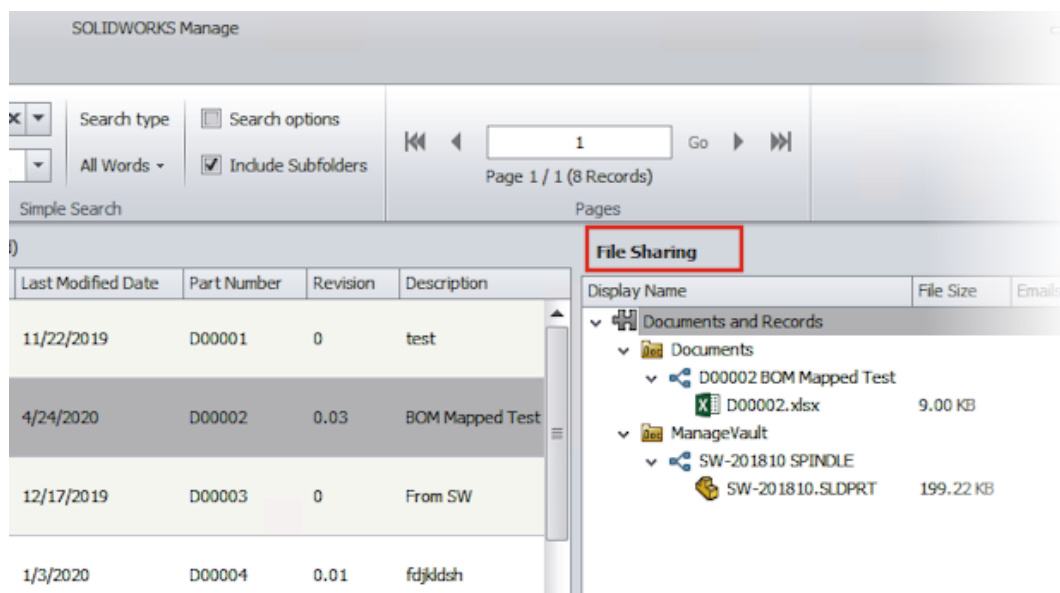 SOLIDWORKS Manage
Search type
Search options
All Words
Include Subfolders
Simple Search
1
Go
Page 1 / 1 (8 Records)
Pages
File Sharing
Last Modified Date Part Number Revision Description
11/22/2019 D00001 0 test
4/24/2020 D00002 0.03 BOM Mapped Test
12/17/2019 D00003 0 From SW
1/3/2020 D00004 0.01 fdjkldsh
Display Name File Size Emails
Documents and Records
Documents
D00002 BOM Mapped Test
D00002.xlsx 9.00 KB
ManageVault
SW-201810 SPINDLE
SW-201810.SLDPRT 199.22 KB